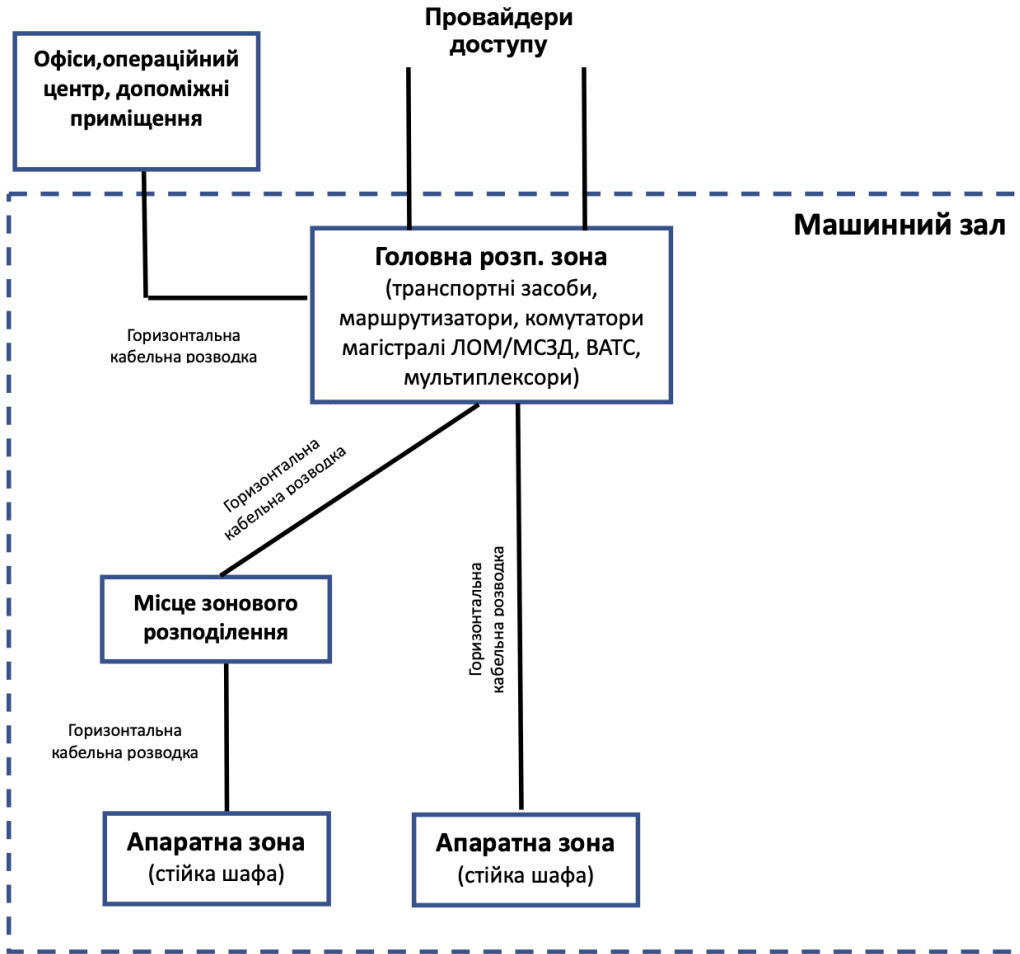 Провайдери
доступу
Офіси,операційний
центр, допоміжні
приміщення
Машинний зал
Головна розп. зона
(транспортні засоби,
маршрутизатори, комутатори
магістралі ЛОМ/МСЗД, ВАТС,
мультиплексори)
Горизонтальна
кабельна розводка
Горизонтальна
кабельна розводка
Горизонтальна
кабельна розводка
Місце зонового
розподілення
Горизонтальна
кабельна розводка
Апаратна зона
(стійка шафа)
Апаратна зона
(стійка шафа)